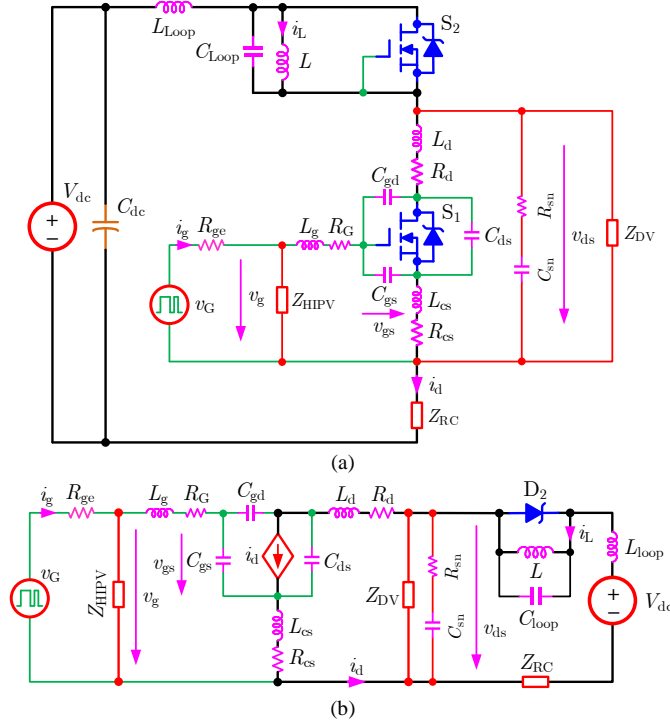 L_Loop
i_L
S_2
C_Loop
L
L_d
R_d
C_gd
S_1
V_dc
C_dc
i_g
R_ge
L_g
R_G
C_ds
R_sn
v_ds
Z_DV
v_G
v_g
Z_HIPV
C_gs
v_gs
L_cs
C_sn
R_cs
i_d
Z_RC
(a)
i_g
R_ge
L_g
R_G
C_gd
L_d
R_d
D_2
i_L
L_loop
v_G
Z_HIPV
v_g
v_gs
C_gs
i_d
C_ds
Z_DV
R_sn
C_sn
v_ds
L
C_loop
V_dc
L_cs
R_cs
i_d
Z_RC
(b)